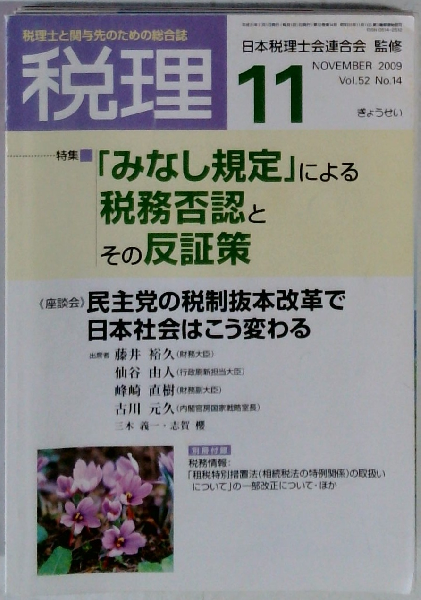 税理士と関与先のための総合誌
税理
日本税理士会連合会 監修
11
NOVEMBER 2009
Vol.52 No.14
ぎょうせい
特集
「みなし規定」による
税務否認と
その反証策
《座談会》民主党の税制抜本改革で
日本社会はこう変わる
出席者 藤井 裕久(財務大臣)
仙谷 由人(行政刷新担当大臣)
峰崎 直樹(財務副大臣)
古川 元久(内閣官房国家戦略室長)
三木 義一・志賀 櫻
別冊付録
税務情報:
「租税特別措置法(相続税法の特例関係)の取扱い
について」の一部改正について・ほか